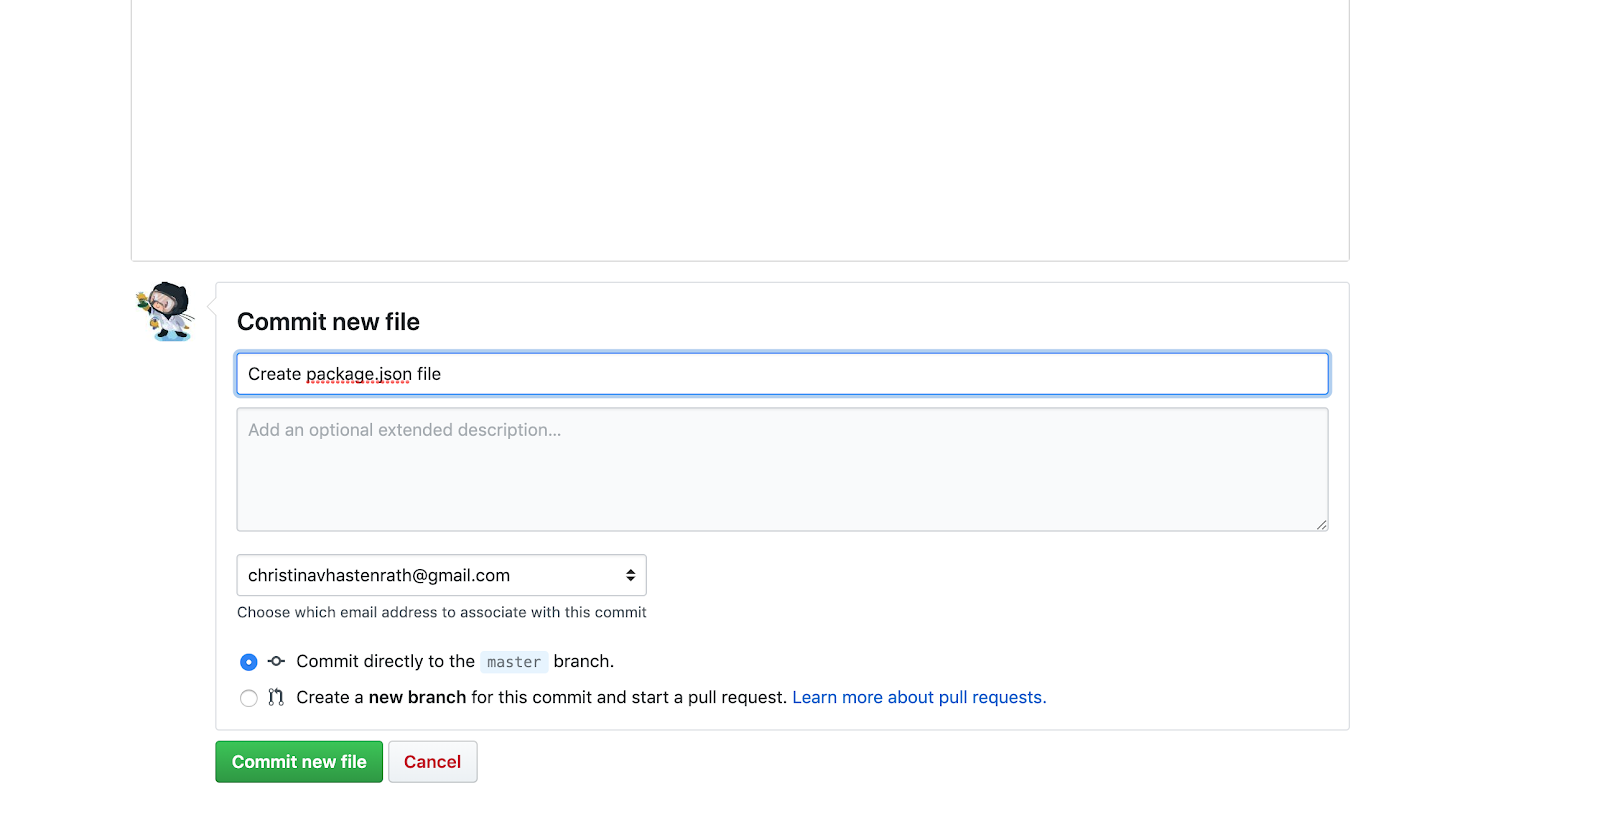 Commit new file
Create package.json file
Add an optional extended description...
christinavhastenrath@gmail.com
Choose which email address to associate with this commit
Commit directly to the master branch.
Create a new branch for this commit and start a pull request. Learn more about pull requests.
Commit new file Cancel